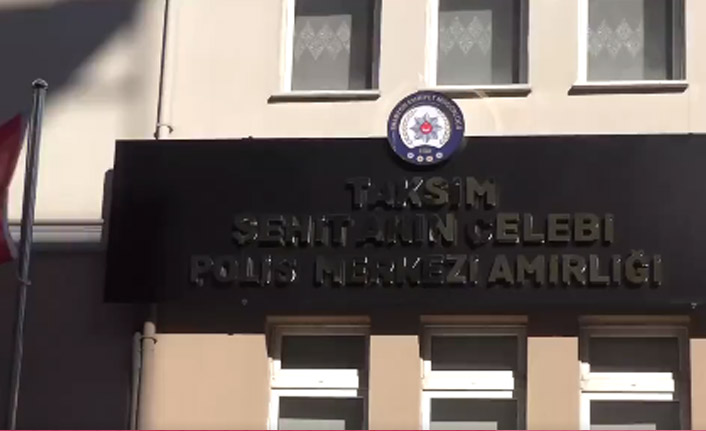 TAKSİM
ŞEHİT AKIN ÇELEBİ
POLİS MERKEZİ AMİRLİĞİ